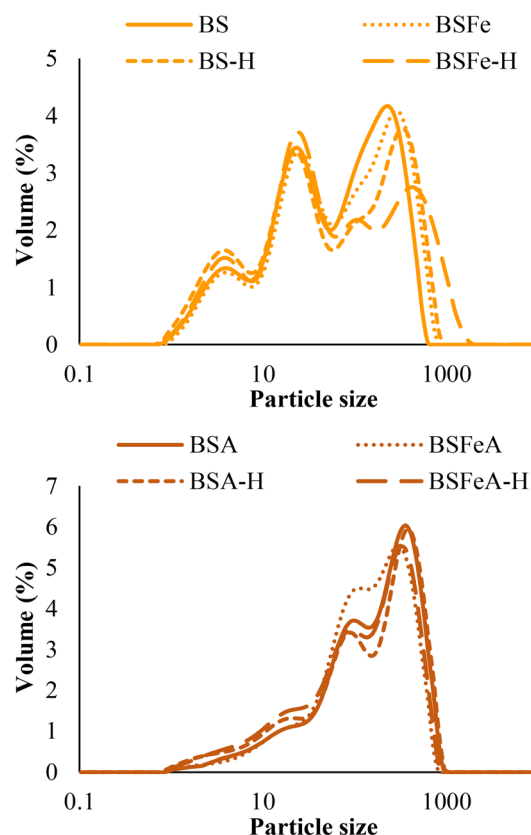 BS BSFe
BS-H BSFe-H
5
4
3
2
1
0
Volume (%)
0.1 10 1000
Particle size
BSA BSFeA
BSA-H BSFeA-H
7
6
5
4
3
2
1
0
Volume (%)
0.1 10 1000
Particle size